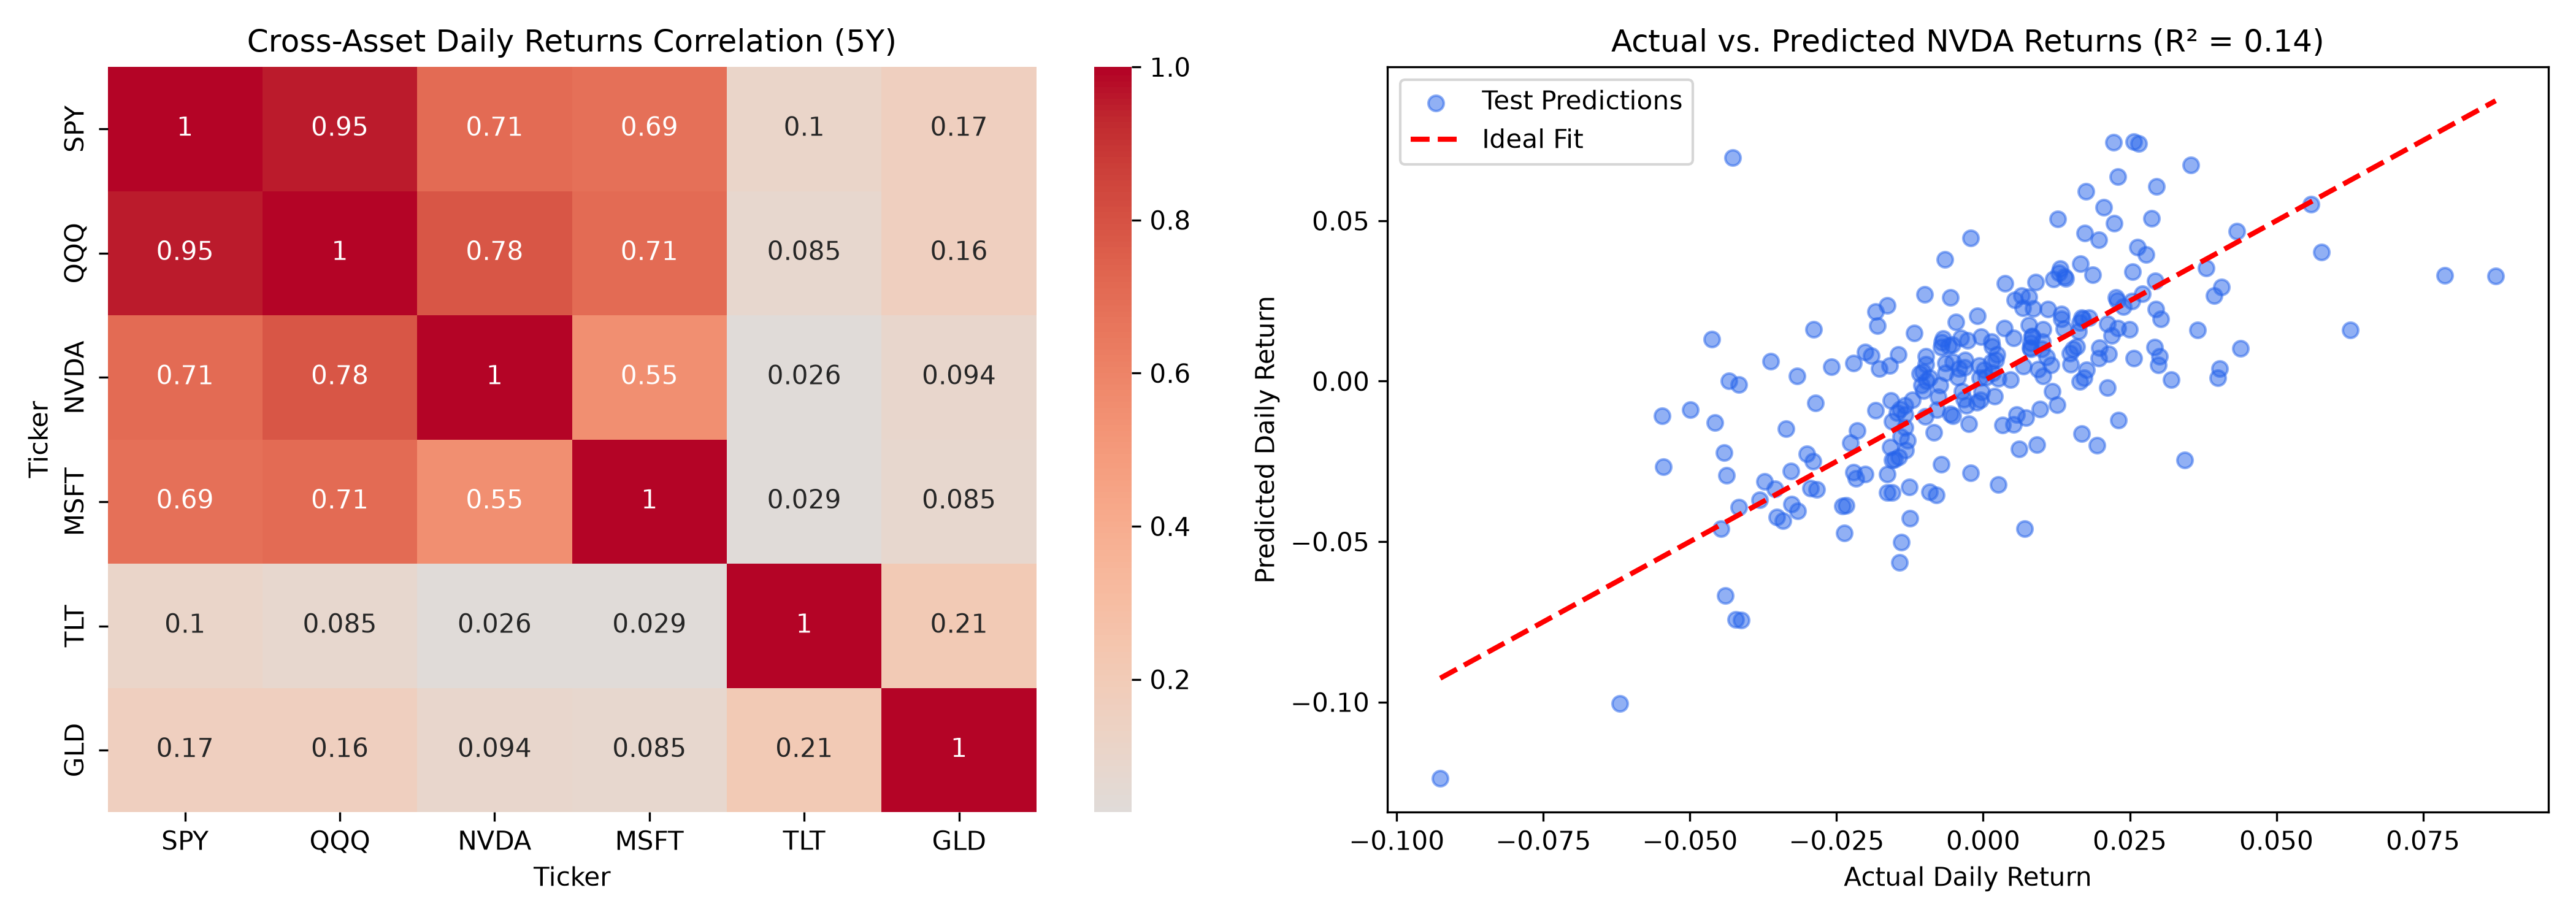 Cross-Asset Daily Returns Correlation (5Y)
SPY 1 0.95 0.71 0.69 0.1 0.17
QQQ 0.95 1 0.78 0.71 0.085 0.16
NVDA 0.71 0.78 1 0.55 0.026 0.094
MSFT 0.69 0.71 0.55 1 0.029 0.085
TLT 0.1 0.085 0.026 0.029 1 0.21
GLD 0.17 0.16 0.094 0.085 0.21 1
Ticker
SPY QQQ NVDA MSFT TLT GLD
Ticker
1.0
0.8
0.6
0.4
0.2
Actual vs. Predicted NVDA Returns (R² = 0.14)
Test Predictions
Ideal Fit
Predicted Daily Return
0.05
0.00
−0.05
−0.10
−0.100 −0.075 −0.050 −0.025 0.000 0.025 0.050 0.075
Actual Daily Return